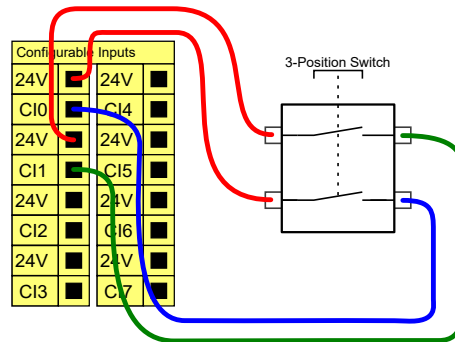 Configurable Inputs
24V 24V
CI0 CI4
24V 24V
CI1 CI5
24V 24V
CI2 CI6
24V 24V
CI3 CI7
3-Position Switch